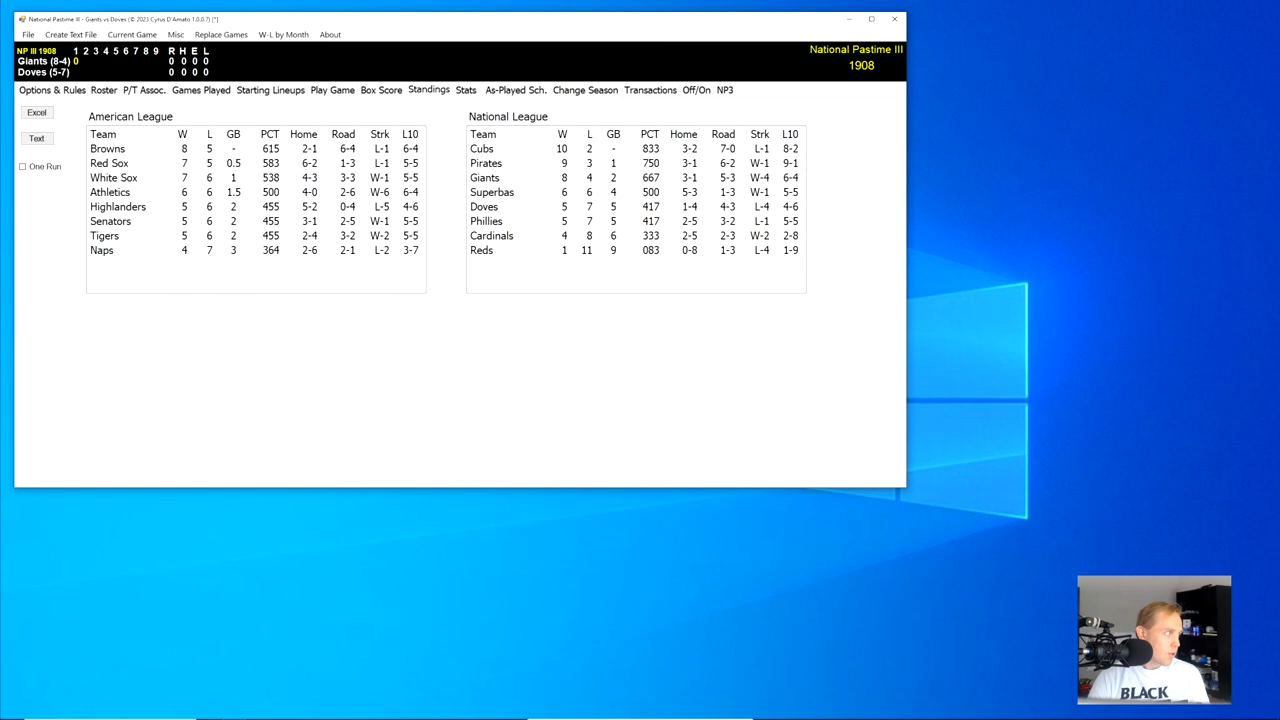 National Pastime III - Giants vs Doves (© 2023 Cyrus D'Amato 1.0.0.7) [*]
File Create Text File Current Game Misc Replace Games W-L by Month About
NP III 1908 1 2 3 4 5 6 7 8 9 R H E L
Giants (8-4) 0 0 0 0 0
Doves (5-7) 0 0 0 0
National Pastime III
1908
Options & Rules Roster P/T Assoc. Games Played Starting Lineups Play Game Box Score Standings Stats As-Played Sch. Change Season Transactions Off/On NP3
Excel
Text
One Run
American League
Team W L GB PCT Home Road Strk L10
Browns 8 5 - 615 2-1 6-4 L-1 6-4
Red Sox 7 5 0.5 583 6-2 1-3 L-1 5-5
White Sox 7 6 1 538 4-3 3-3 W-1 5-5
Athletics 6 6 1.5 500 4-0 2-6 W-6 6-4
Highlanders 5 6 2 455 5-2 0-4 L-5 4-6
Senators 5 6 2 455 3-1 2-5 W-1 5-5
Tigers 5 6 2 455 2-4 3-2 W-2 5-5
Naps 4 7 3 364 2-6 2-1 L-2 3-7
National League
Team W L GB PCT Home Road Strk L10
Cubs 10 2 - 833 3-2 7-0 L-1 8-2
Pirates 9 3 1 750 3-1 6-2 W-1 9-1
Giants 8 4 2 667 3-1 5-3 W-4 6-4
Superbas 6 6 4 500 5-3 1-3 W-1 5-5
Doves 5 7 5 417 1-4 4-3 L-4 4-6
Phillies 5 7 5 417 2-5 3-2 L-1 5-5
Cardinals 4 8 6 333 2-5 2-3 W-2 2-8
Reds 1 11 9 083 0-8 1-3 L-4 1-9
BLACK